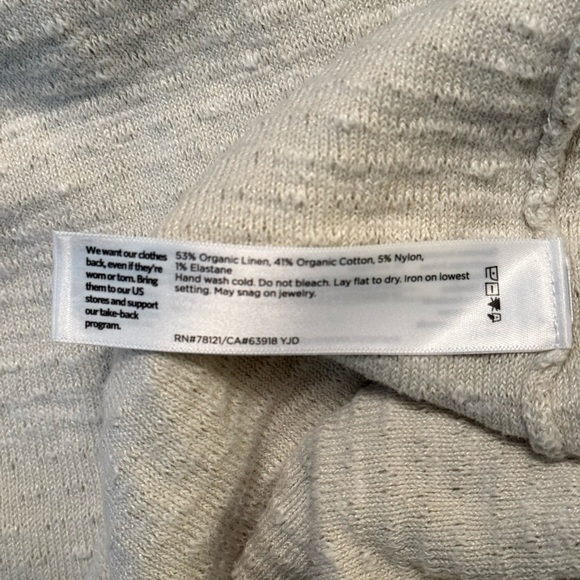 We want our clothes
back, even if they're
worn or torn. Bring
them to our US
stores and support
our take-back
program.
53% Organic Linen, 41% Organic Cotton, 5% Nylon,
1% Elastane
Hand wash cold. Do not bleach. Lay flat to dry. Iron on lowest
setting. May snag on jewelry.
RN#78121/CA#63918 YJD